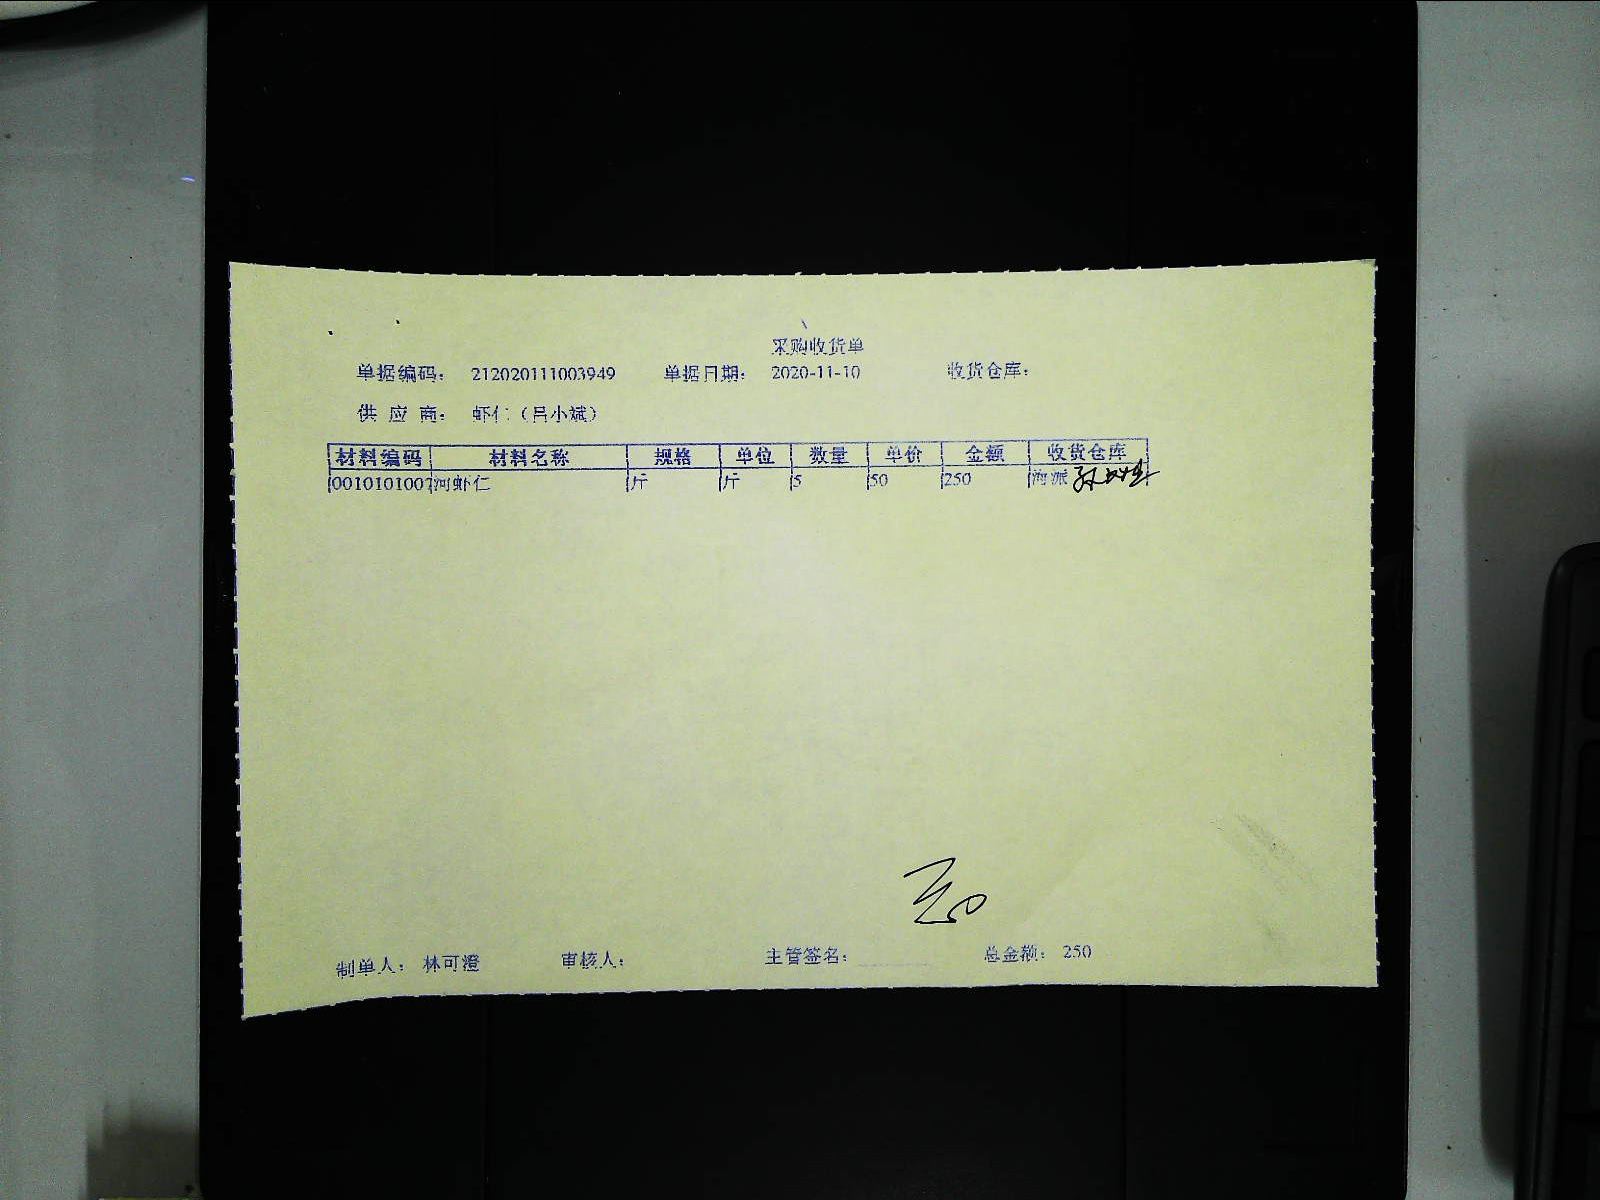 采购收货单
单据编码： 212020111003949 单据日期： 2020-11-10 收货仓库：
供 应 商： 虾仁（吕小斌）
材料编码 材料名称 规格 单位 数量 单价 金额 收货仓库
0010101007 河虾仁 斤 斤 5 50 250 海派
制单人： 林可澄 审核人： 主管签名： 总金额： 250